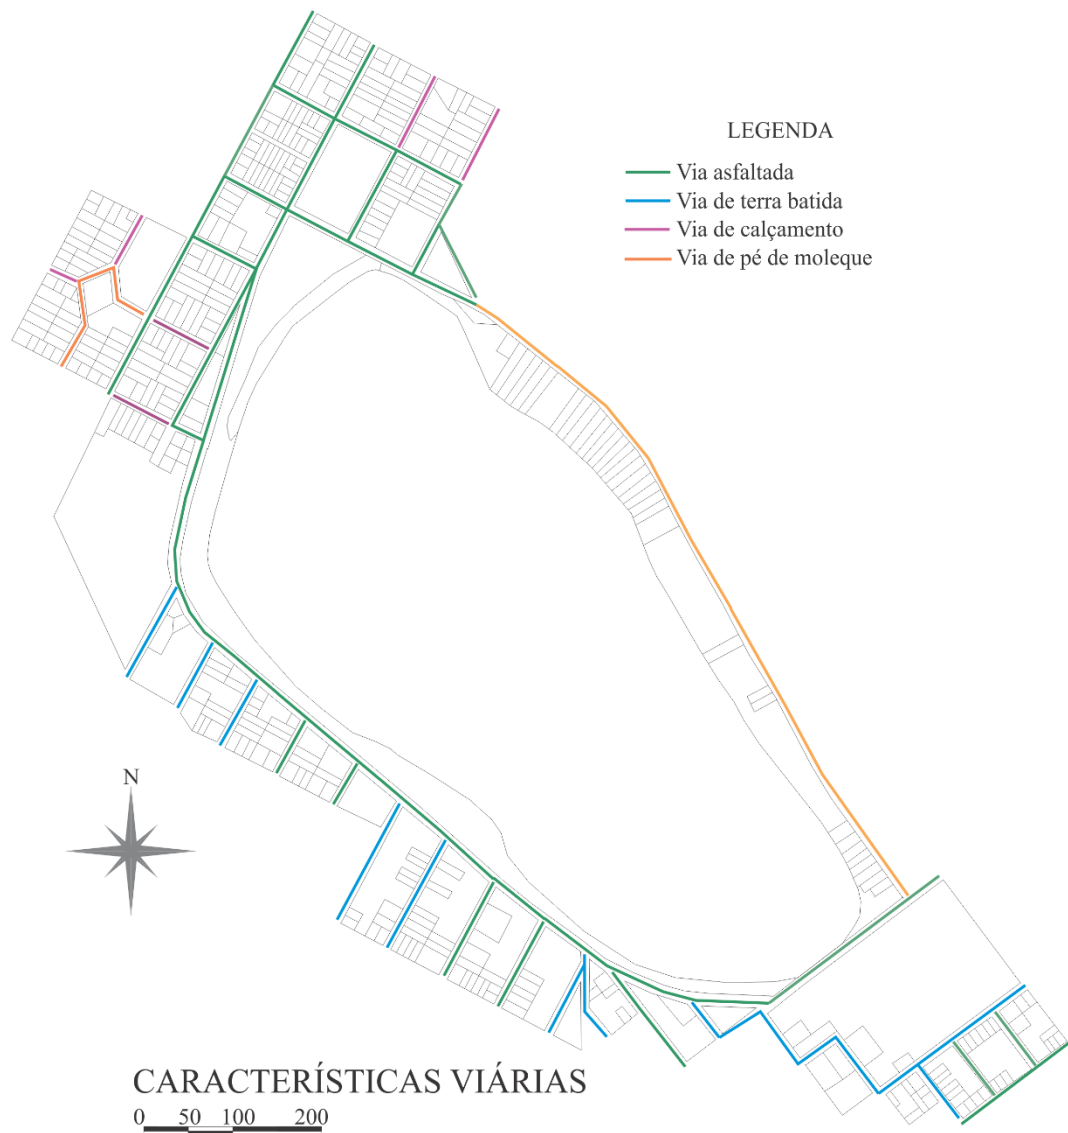 LEGENDA
Via asfaltada
Via de terra batida
Via de calçamento
Via de pé de moleque
N
CARACTERÍSTICAS VIÁRIAS
0 50 100 200